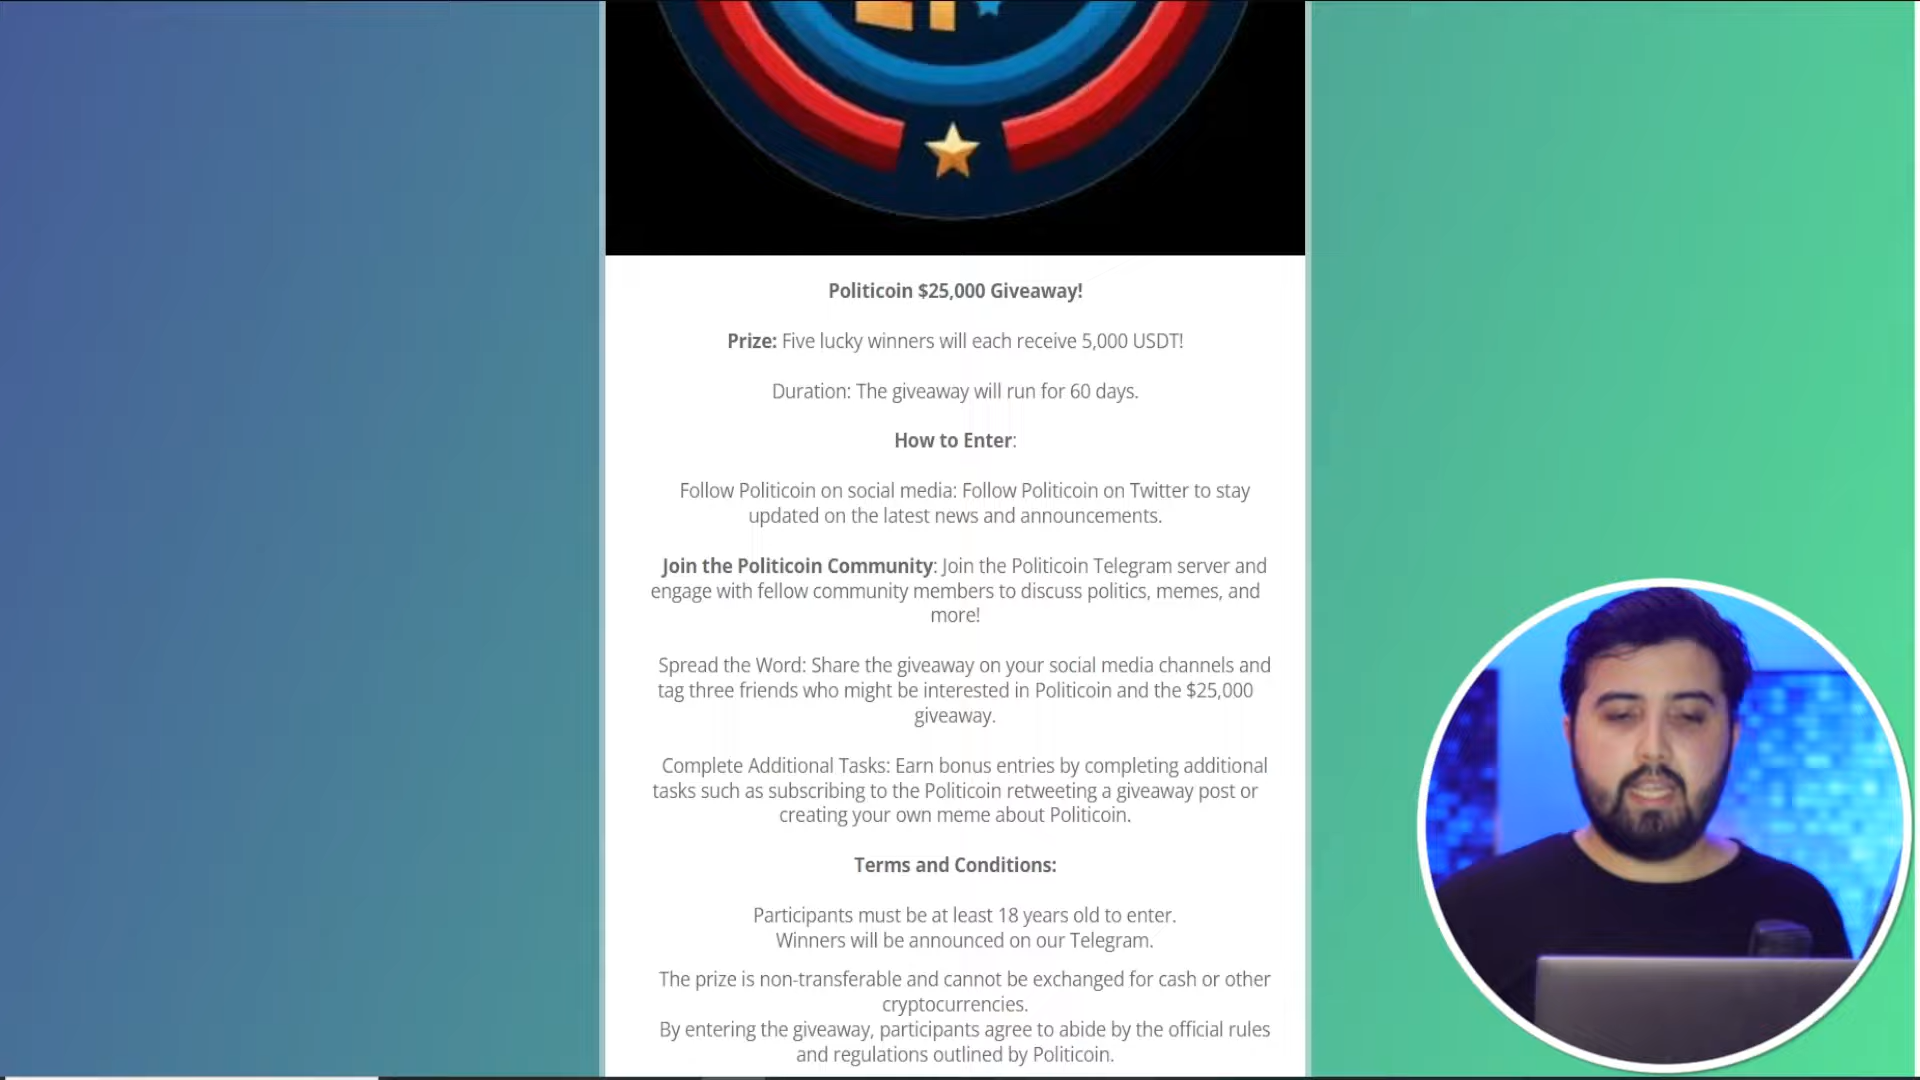 Politicoin $25,000 Giveaway!
Prize: Five lucky winners will each receive 5,000 USDT!
Duration: The giveaway will run for 60 days.
How to Enter:
Follow Politicoin on social media: Follow Politicoin on Twitter to stay
updated on the latest news and announcements.
Join the Politicoin Community: Join the Politicoin Telegram server and
engage with fellow community members to discuss politics, memes, and
more!
Spread the Word: Share the giveaway on your social media channels and
tag three friends who might be interested in Politicoin and the $25,000
giveaway.
Complete Additional Tasks: Earn bonus entries by completing additional
tasks such as subscribing to the Politicoin retweeting a giveaway post or
creating your own meme about Politicoin.
Terms and Conditions:
Participants must be at least 18 years old to enter.
Winners will be announced on our Telegram.
The prize is non-transferable and cannot be exchanged for cash or other
cryptocurrencies.
By entering the giveaway, participants agree to abide by the official rules
and regulations outlined by Politicoin.